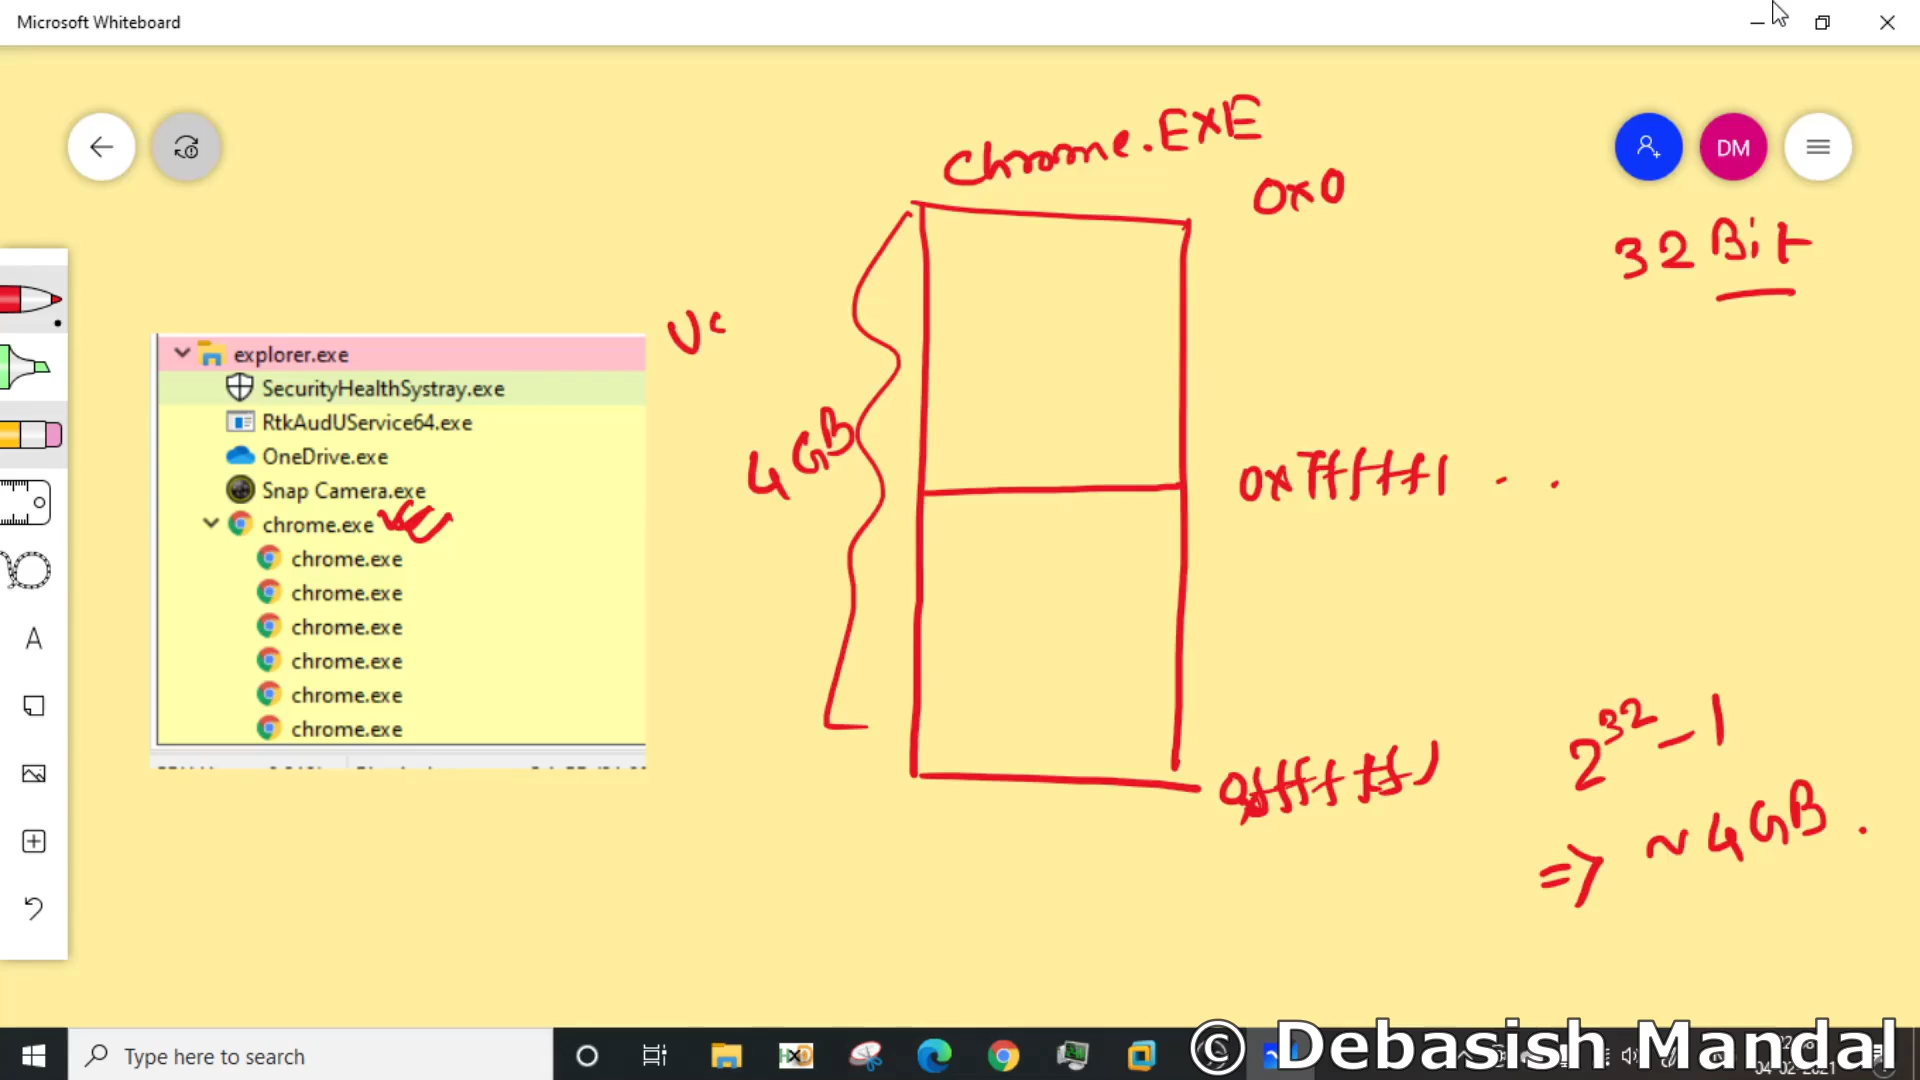 Microsoft Whiteboard
Chrome.EXE
0x0
DM
32 Bit
explorer.exe
SecurityHealthSystray.exe
RtkAudUService64.exe
OneDrive.exe
Snap Camera.exe
chrome.exe
chrome.exe
chrome.exe
chrome.exe
chrome.exe
chrome.exe
chrome.exe
4GB
A
2^32 - 1
=> ~ 4GB.
Type here to search
© Debasish Mandal